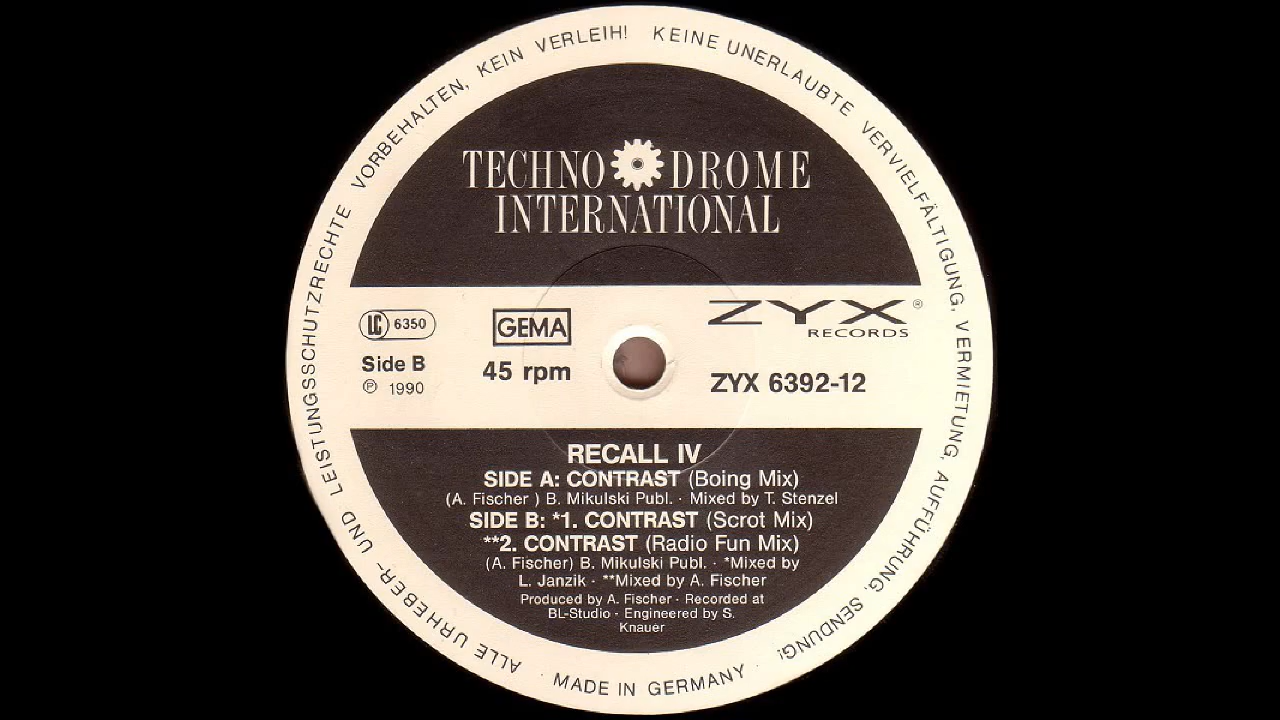 ALLE URHEBER- UND LEISTUNGSSCHUTZRECHTE VORBEHALTEN, KEIN VERLEIH! KEINE UNERLAUBTE VERVIELFÄLTIGUNG, VERMIETUNG, AUFFÜHRUNG, SENDUNG!
TECHNO DROME
INTERNATIONAL
LC 6350
GEMA
ZYX ®
RECORDS
Side B
45 rpm
ZYX 6392-12
℗ 1990
RECALL IV
SIDE A: CONTRAST (Boing Mix)
(A. Fischer ) B. Mikulski Publ. · Mixed by T. Stenzel
SIDE B: *1. CONTRAST (Scrot Mix)
**2. CONTRAST (Radio Fun Mix)
(A. Fischer) B. Mikulski Publ. · *Mixed by
L. Janzik · **Mixed by A. Fischer
Produced by A. Fischer · Recorded at
BL-Studio · Engineered by S.
Knauer
· MADE IN GERMANY ·